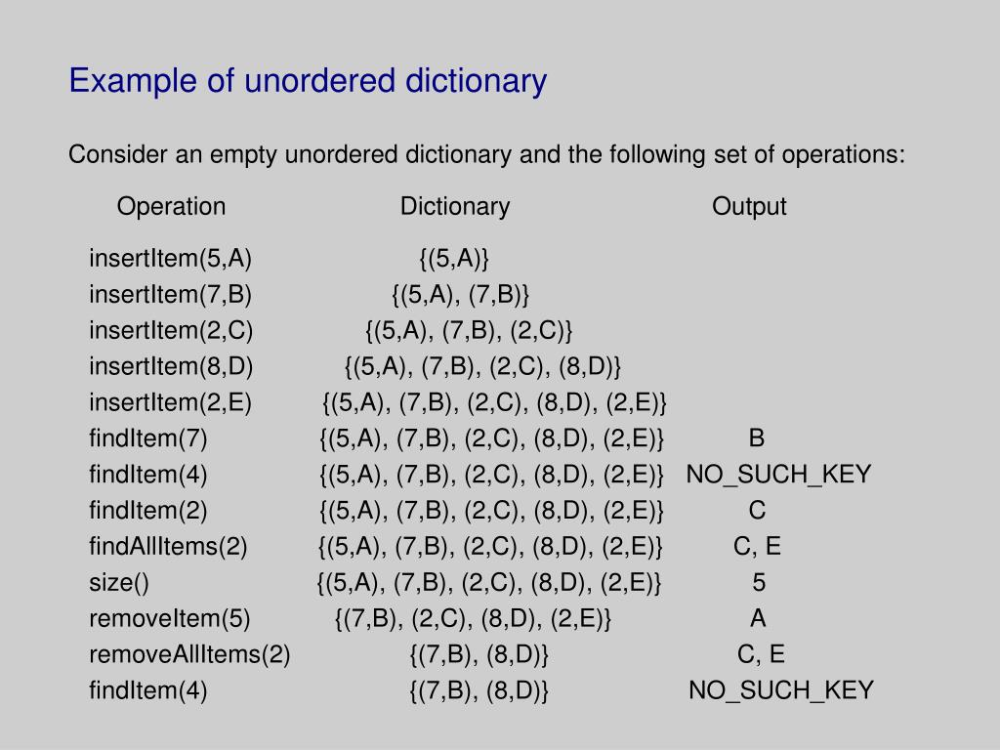 Example of unordered dictionary
Consider an empty unordered dictionary and the following set of operations:
Operation Dictionary Output
insertItem(5,A) {(5,A)}
insertItem(7,B) {(5,A), (7,B)}
insertItem(2,C) {(5,A), (7,B), (2,C)}
insertItem(8,D) {(5,A), (7,B), (2,C), (8,D)}
insertItem(2,E) {(5,A), (7,B), (2,C), (8,D), (2,E)}
findItem(7) {(5,A), (7,B), (2,C), (8,D), (2,E)} B
findItem(4) {(5,A), (7,B), (2,C), (8,D), (2,E)} NO_SUCH_KEY
findItem(2) {(5,A), (7,B), (2,C), (8,D), (2,E)} C
findAllItems(2) {(5,A), (7,B), (2,C), (8,D), (2,E)} C, E
size() {(5,A), (7,B), (2,C), (8,D), (2,E)} 5
removeItem(5) {(7,B), (2,C), (8,D), (2,E)} A
removeAllItems(2) {(7,B), (8,D)} C, E
findItem(4) {(7,B), (8,D)} NO_SUCH_KEY